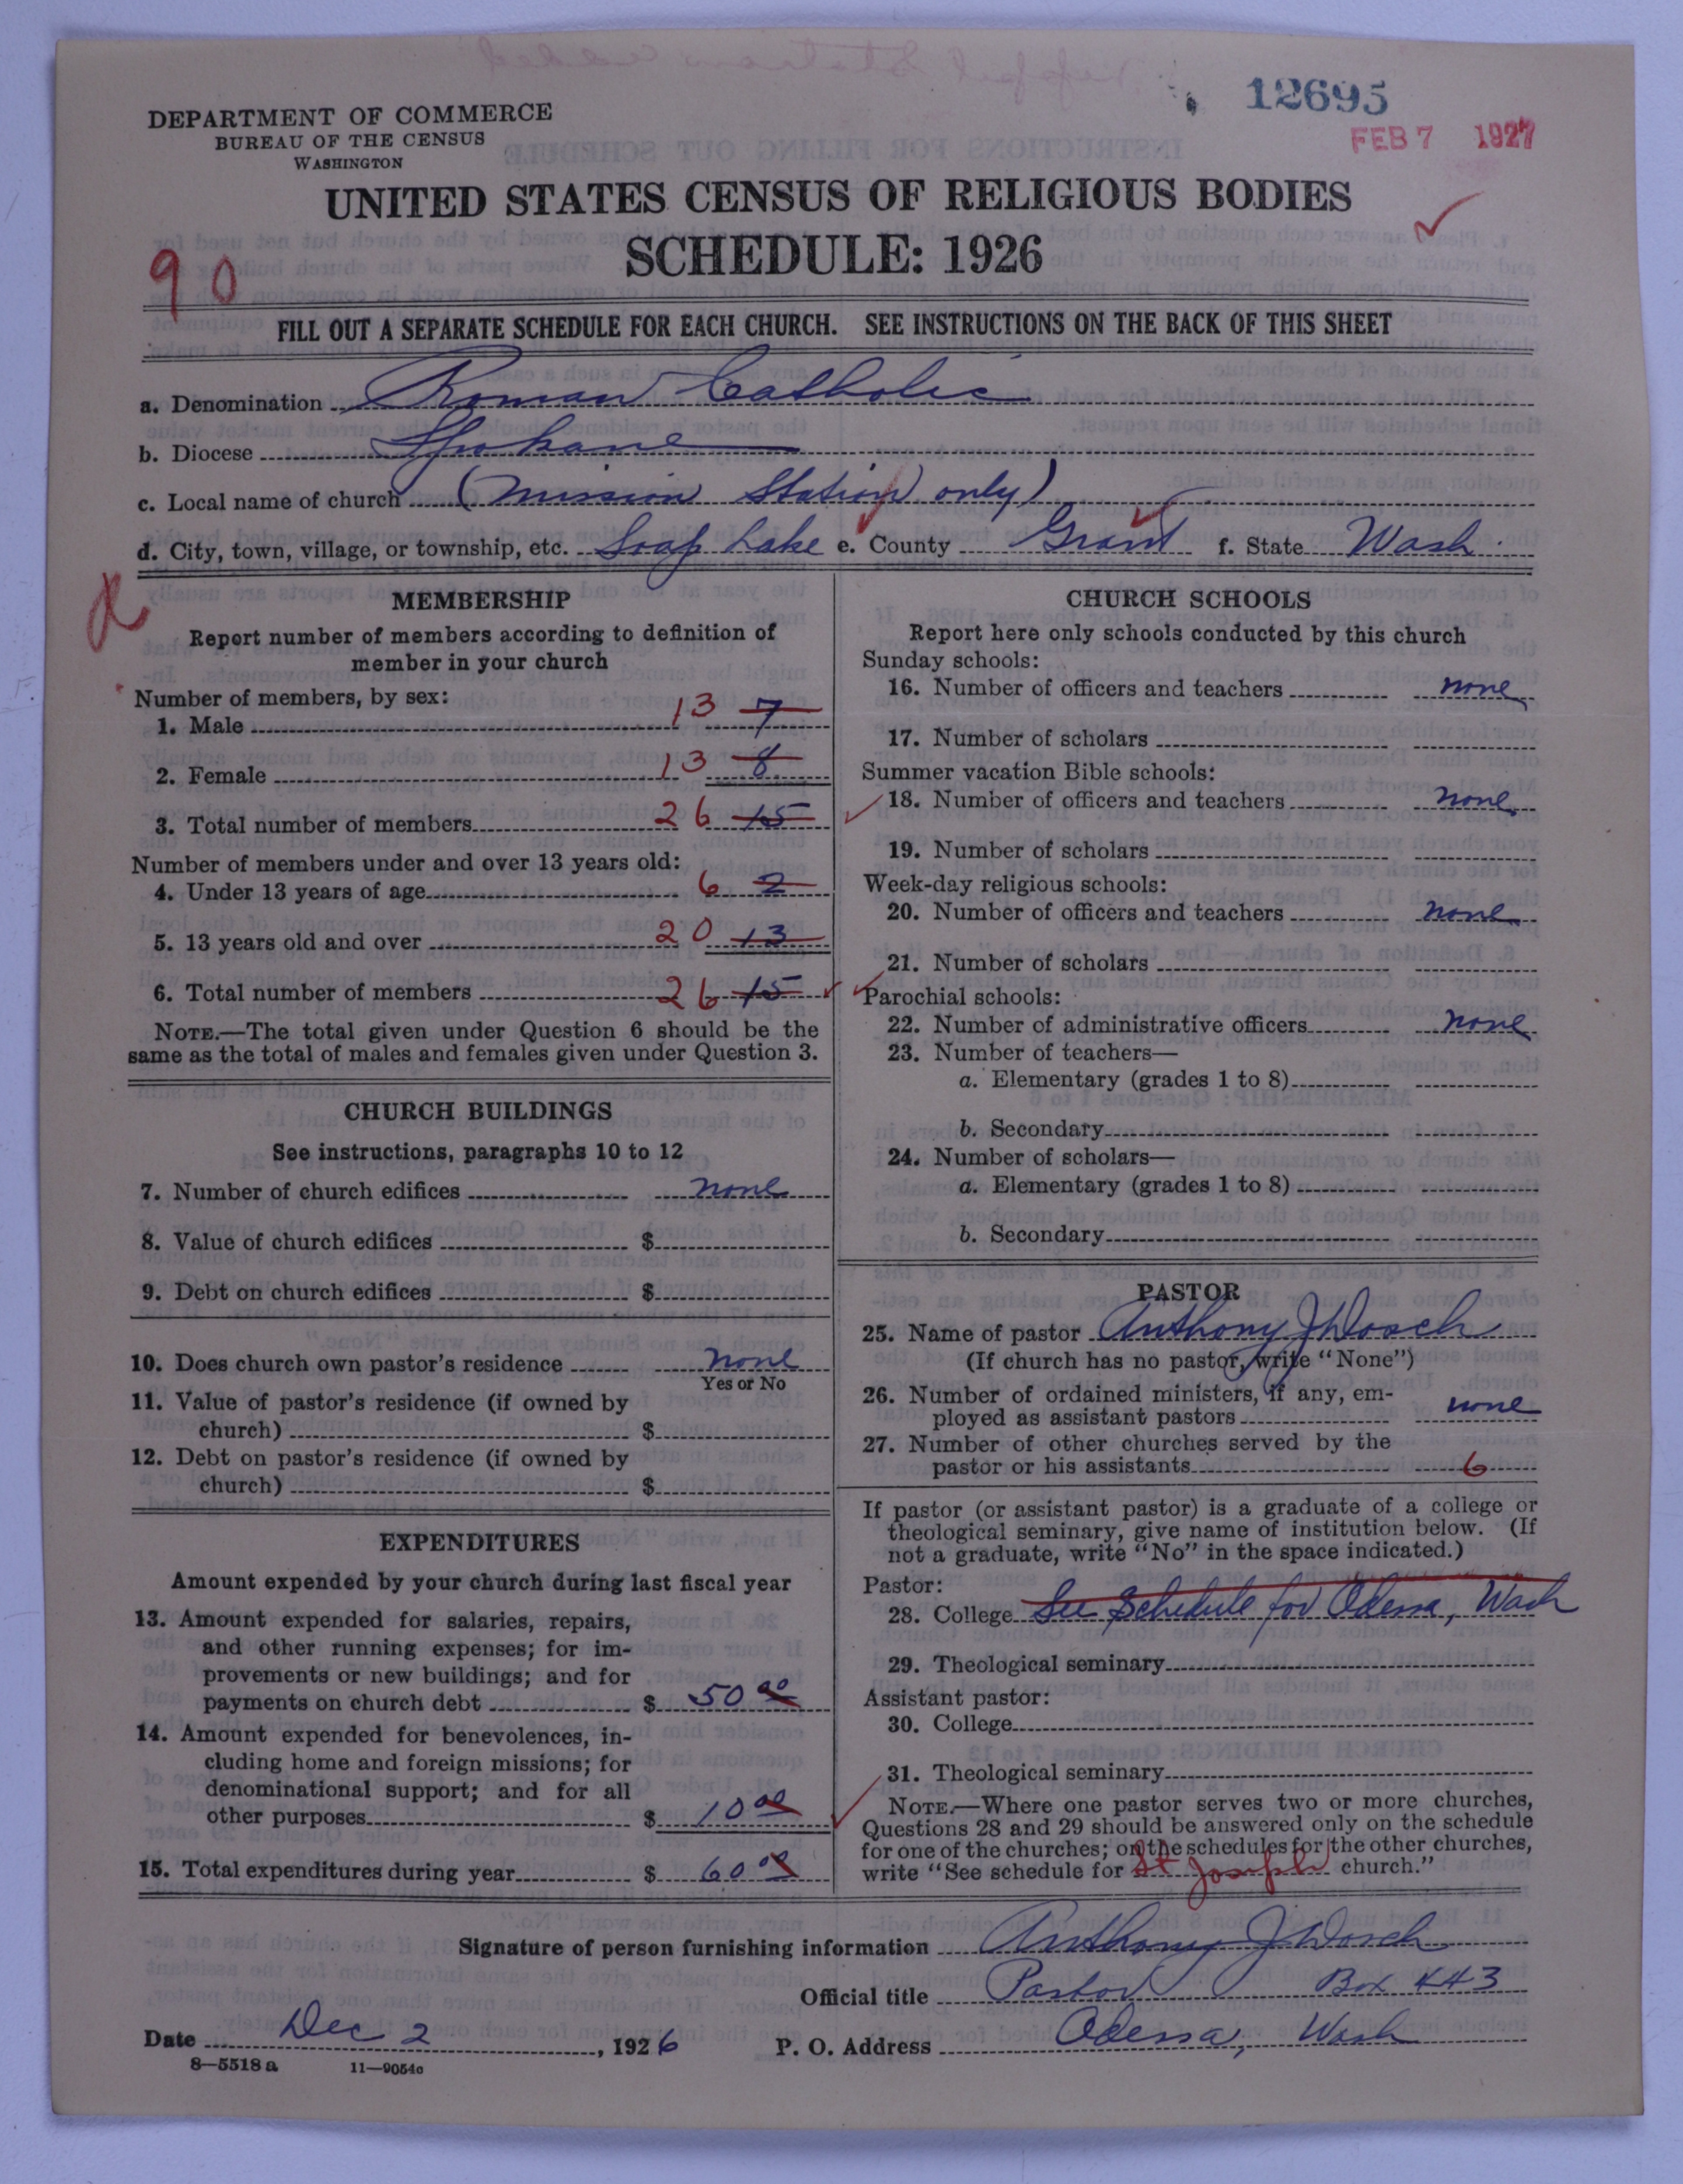 12695
FEB 7 1927
DEPARTMENT OF COMMERCE
BUREAU OF THE CENSUS
WASHINGTON
UNITED STATES CENSUS OF RELIGIOUS BODIES
SCHEDULE: 1926
90
FILL OUT A SEPARATE SCHEDULE FOR EACH CHURCH. SEE INSTRUCTIONS ON THE BACK OF THIS SHEET
a. Denomination Roman Catholic
b. Diocese Spokane
c. Local name of church (Mission Station only)
d. City, town, village, or township, etc. Soap Lake e. County Grant f. State Wash
MEMBERSHIP
Report number of members according to definition of
member in your church
Number of members, by sex:
1. Male 13 7
2. Female 13 8
3. Total number of members 26 15
Number of members under and over 13 years old:
4. Under 13 years of age 6 2
5. 13 years old and over 20 13
6. Total number of members 26 15
NOTE.—The total given under Question 6 should be the
same as the total of males and females given under Question 3.
CHURCH BUILDINGS
See instructions, paragraphs 10 to 12
7. Number of church edifices none
8. Value of church edifices $
9. Debt on church edifices $
10. Does church own pastor's residence none
Yes or No
11. Value of pastor's residence (if owned by
church) $
12. Debt on pastor's residence (if owned by
church) $
EXPENDITURES
Amount expended by your church during last fiscal year
13. Amount expended for salaries, repairs,
and other running expenses; for im-
provements or new buildings; and for
payments on church debt $ 50 00
14. Amount expended for benevolences, in-
cluding home and foreign missions; for
denominational support; and for all
other purposes $ 10 00
15. Total expenditures during year $ 60 00
CHURCH SCHOOLS
Report here only schools conducted by this church
Sunday schools:
16. Number of officers and teachers none
17. Number of scholars
Summer vacation Bible schools:
18. Number of officers and teachers none
19. Number of scholars
Week-day religious schools:
20. Number of officers and teachers none
21. Number of scholars
Parochial schools:
22. Number of administrative officers none
23. Number of teachers—
a. Elementary (grades 1 to 8)
b. Secondary
24. Number of scholars—
a. Elementary (grades 1 to 8)
b. Secondary
PASTOR
25. Name of pastor Anthony J Dosch
(If church has no pastor, write "None")
26. Number of ordained ministers, if any, em-
ployed as assistant pastors none
27. Number of other churches served by the
pastor or his assistants 6
If pastor (or assistant pastor) is a graduate of a college or
theological seminary, give name of institution below. (If
not a graduate, write "No" in the space indicated.)
Pastor:
28. College See Schedule for Odessa, Wash
29. Theological seminary
Assistant pastor:
30. College
31. Theological seminary
NOTE.—Where one pastor serves two or more churches,
Questions 28 and 29 should be answered only on the schedule
for one of the churches; on the schedules for the other churches,
write "See schedule for St Joseph church."
Signature of person furnishing information Anthony J Dosch
Official title Pastor Box 443
Date Dec 2, 1926 P. O. Address Odessa, Wash
8—5518 a 11—9054c